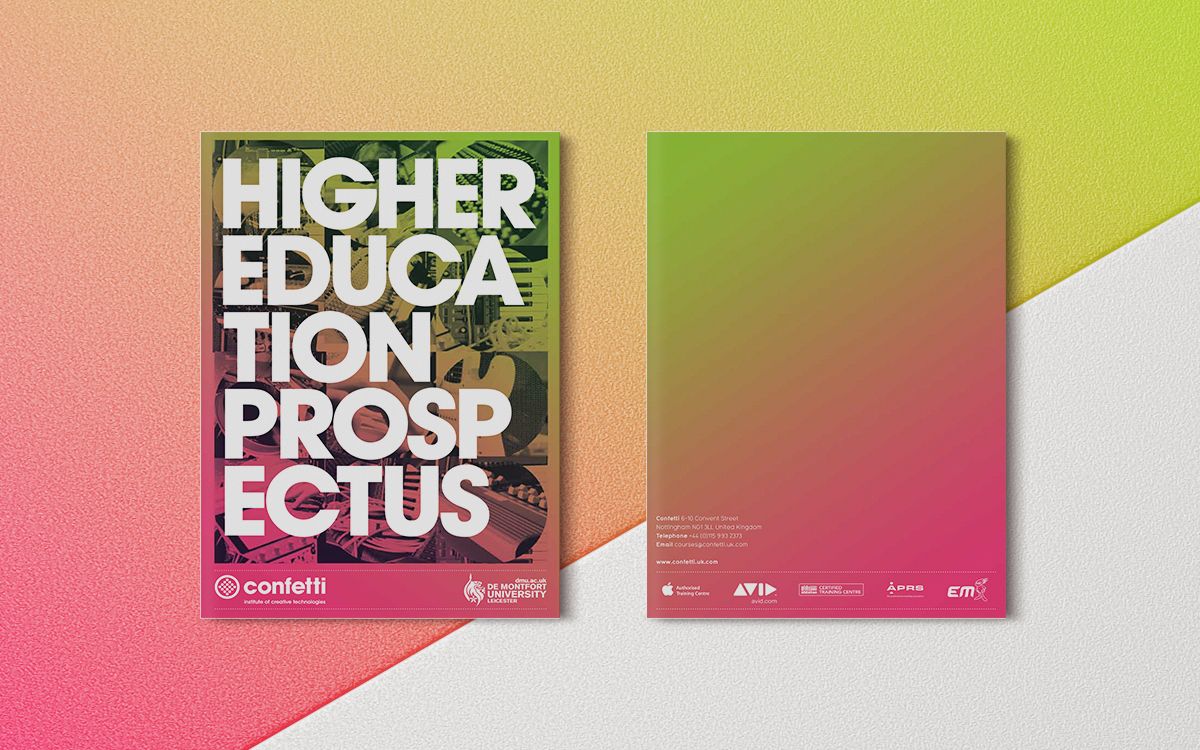 HIGHER
EDUCA
TION
PROSP
ECTUS
confetti
institute of creative technologies
dmu.ac.uk
DE MONTFORT
UNIVERSITY
LEICESTER
Confetti 6-10 Convent Street
Nottingham NG1 3LL United Kingdom
Telephone +44 (0)115 993 2373
Email courses@confetti.uk.com
www.confetti.uk.com
Authorised
Training Centre
AVID
avid.com
CERTIFIED
TRAINING CENTRE
APRS
EM